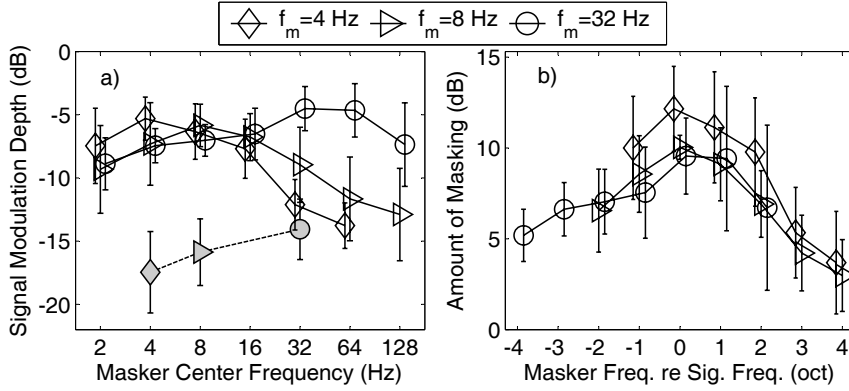 f_m=4 Hz f_m=8 Hz f_m=32 Hz
a)
0
-5
-10
-15
-20
Signal Modulation Depth (dB)
2 4 8 16 32 64 128
Masker Center Frequency (Hz)
b)
15
10
5
0
Amount of Masking (dB)
-4 -3 -2 -1 0 1 2 3 4
Masker Freq. re Sig. Freq. (oct)